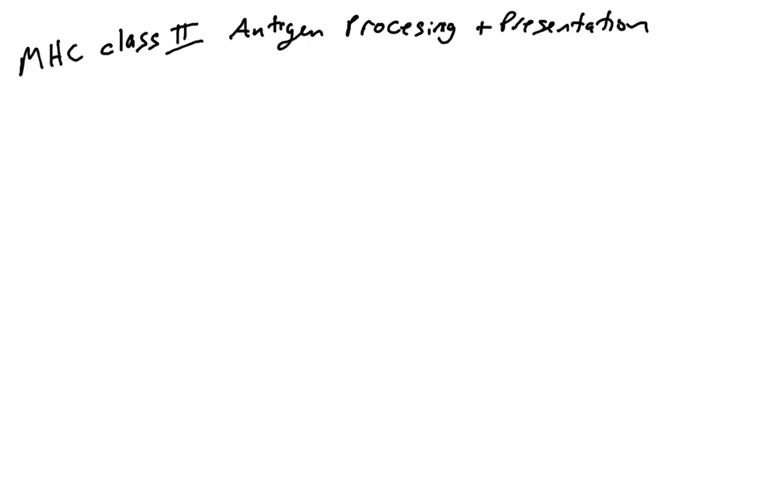 MHC class II Antigen Procesing + Presentation